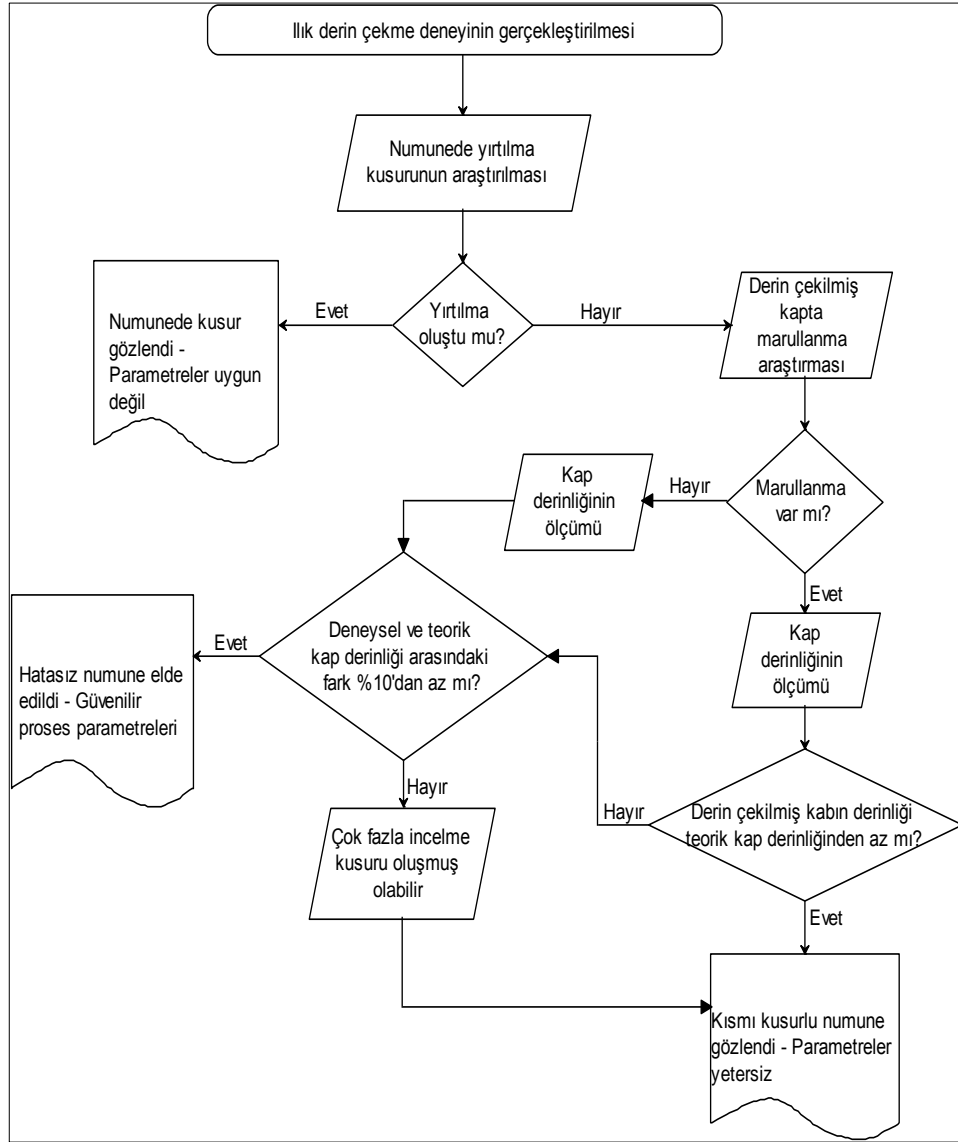 Ilık derin çekme deneyinin gerçekleştirilmesi
Numunede yırtılma
kusurunun araştırılması
Yırtılma
oluştu mu?
Evet
Hayır
Numunede kusur
gözlendi -
Parametreler uygun
değil
Derin çekilmiş
kapta
marullanma
araştırması
Marullanma
var mı?
Hayır
Kap
derinliğinin
ölçümü
Evet
Kap
derinliğinin
ölçümü
Deneysel ve teorik
kap derinliği arasındaki
fark %10'dan az mı?
Evet
Hatasız numune elde
edildi - Güvenilir
proses parametreleri
Hayır
Çok fazla incelme
kusuru oluşmuş
olabilir
Derin çekilmiş kabın derinliği
teorik kap derinliğinden az mı?
Hayır
Evet
Kısmı kusurlu numune
gözlendi - Parametreler
yetersiz